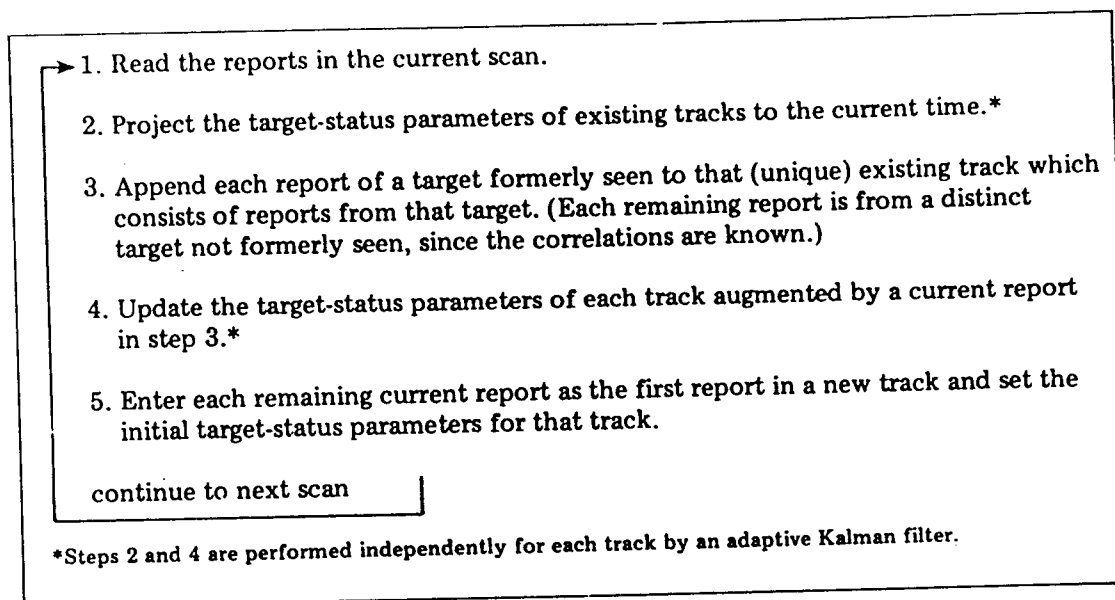 1. Read the reports in the current scan.
2. Project the target-status parameters of existing tracks to the current time.*
3. Append each report of a target formerly seen to that (unique) existing track which
consists of reports from that target. (Each remaining report is from a distinct
target not formerly seen, since the correlations are known.)
4. Update the target-status parameters of each track augmented by a current report
in step 3.*
5. Enter each remaining current report as the first report in a new track and set the
initial target-status parameters for that track.
continue to next scan
*Steps 2 and 4 are performed independently for each track by an adaptive Kalman filter.